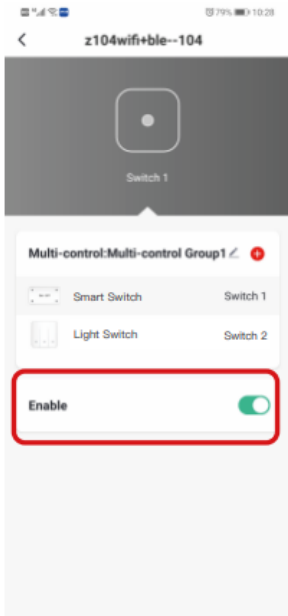 79% 10:28
z104wifi+ble--104
Switch 1
Multi-control:Multi-control Group1
Smart Switch Switch 1
Light Switch Switch 2
Enable